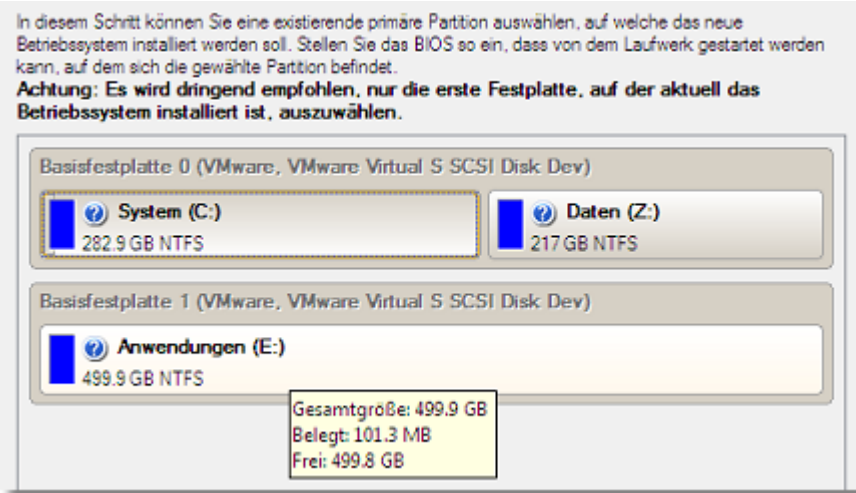 In diesem Schritt können Sie eine existierende primäre Partition auswählen, auf welche das neue
Betriebssystem installiert werden soll. Stellen Sie das BIOS so ein, dass von dem Laufwerk gestartet werden
kann, auf dem sich die gewählte Partition befindet.
Achtung: Es wird dringend empfohlen, nur die erste Festplatte, auf der aktuell das
Betriebssystem installiert ist, auszuwählen.
Basisfestplatte 0 (VMware, VMware Virtual S SCSI Disk Dev)
System (C:)
282.9 GB NTFS
Daten (Z:)
217 GB NTFS
Basisfestplatte 1 (VMware, VMware Virtual S SCSI Disk Dev)
Anwendungen (E:)
499.9 GB NTFS
Gesamtgröße: 499.9 GB
Belegt: 101.3 MB
Frei: 499.8 GB